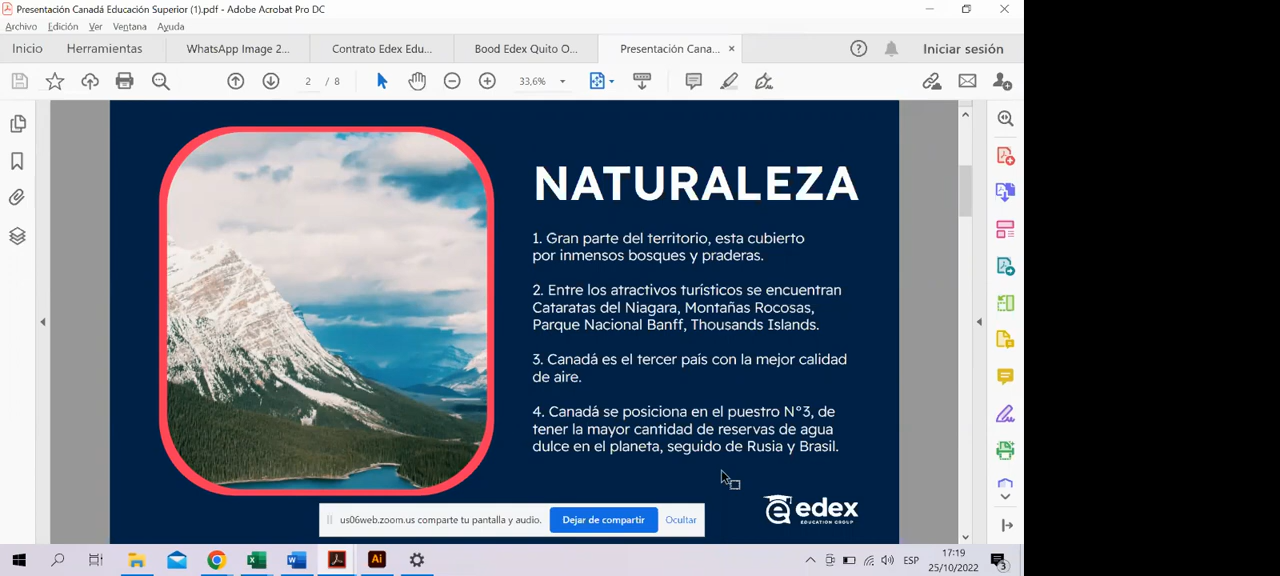 Presentación Canadá Educación Superior (1).pdf - Adobe Acrobat Pro DC
Archivo Edición Ver Ventana Ayuda
Inicio Herramientas WhatsApp Image 2... Contrato Edex Edu... Bood Edex Quito O... Presentación Cana... × Iniciar sesión
2 / 8 33,6%
NATURALEZA
1. Gran parte del territorio, esta cubierto
por inmensos bosques y praderas.
2. Entre los atractivos turísticos se encuentran
Cataratas del Niagara, Montañas Rocosas,
Parque Nacional Banff, Thousands Islands.
3. Canadá es el tercer país con la mejor calidad
de aire.
4. Canadá se posiciona en el puestro N°3, de
tener la mayor cantidad de reservas de agua
dulce en el planeta, seguido de Rusia y Brasil.
edex
EDUCATION GROUP
us06web.zoom.us comparte tu pantalla y audio. Dejar de compartir Ocultar
Ai ESP 17:19
25/10/2022 3